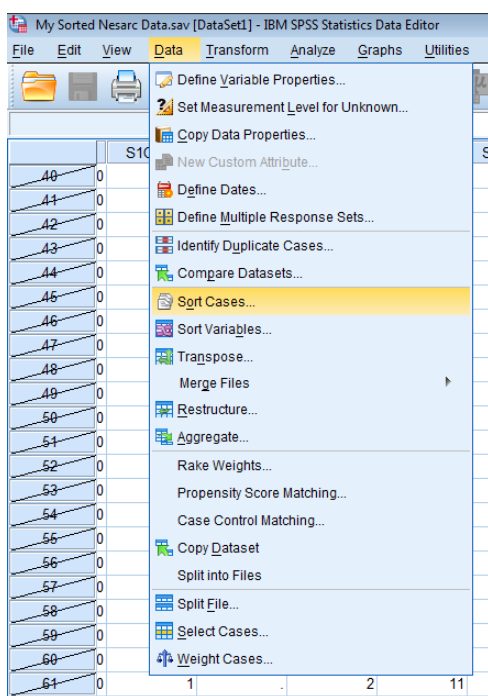 My Sorted Nesarc Data.sav [DataSet1] - IBM SPSS Statistics Data Editor
File Edit View Data Transform Analyze Graphs Utilities
Define Variable Properties...
Set Measurement Level for Unknown...
Copy Data Properties...
S1C
New Custom Attribute...
40 0
Define Dates...
41 0
Define Multiple Response Sets...
42 0
Identify Duplicate Cases...
43 0
Compare Datasets...
44 0
Sort Cases...
45 0
Sort Variables...
46 0
Transpose...
47 0
48 0
Merge Files
49 0
Restructure...
50 0
Aggregate...
51 0
Rake Weights...
52 0
Propensity Score Matching...
53 0
Case Control Matching...
54 0
Copy Dataset
55 0
Split into Files
56 0
57 0
Split File...
58 0
Select Cases...
59 0
Weight Cases...
60 0
61 0 1 . 2 11